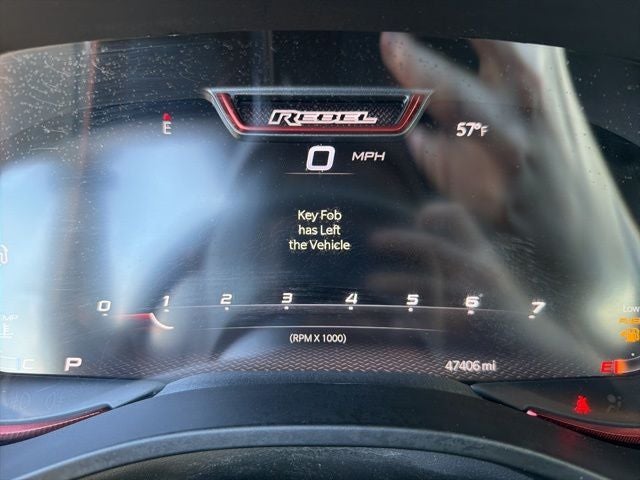 REBEL
E
57°F
0 MPH
Key Fob
has Left
the Vehicle
0 1 2 3 4 5 6 7
Low
(RPM X 1000)
C P
47406 mi
E